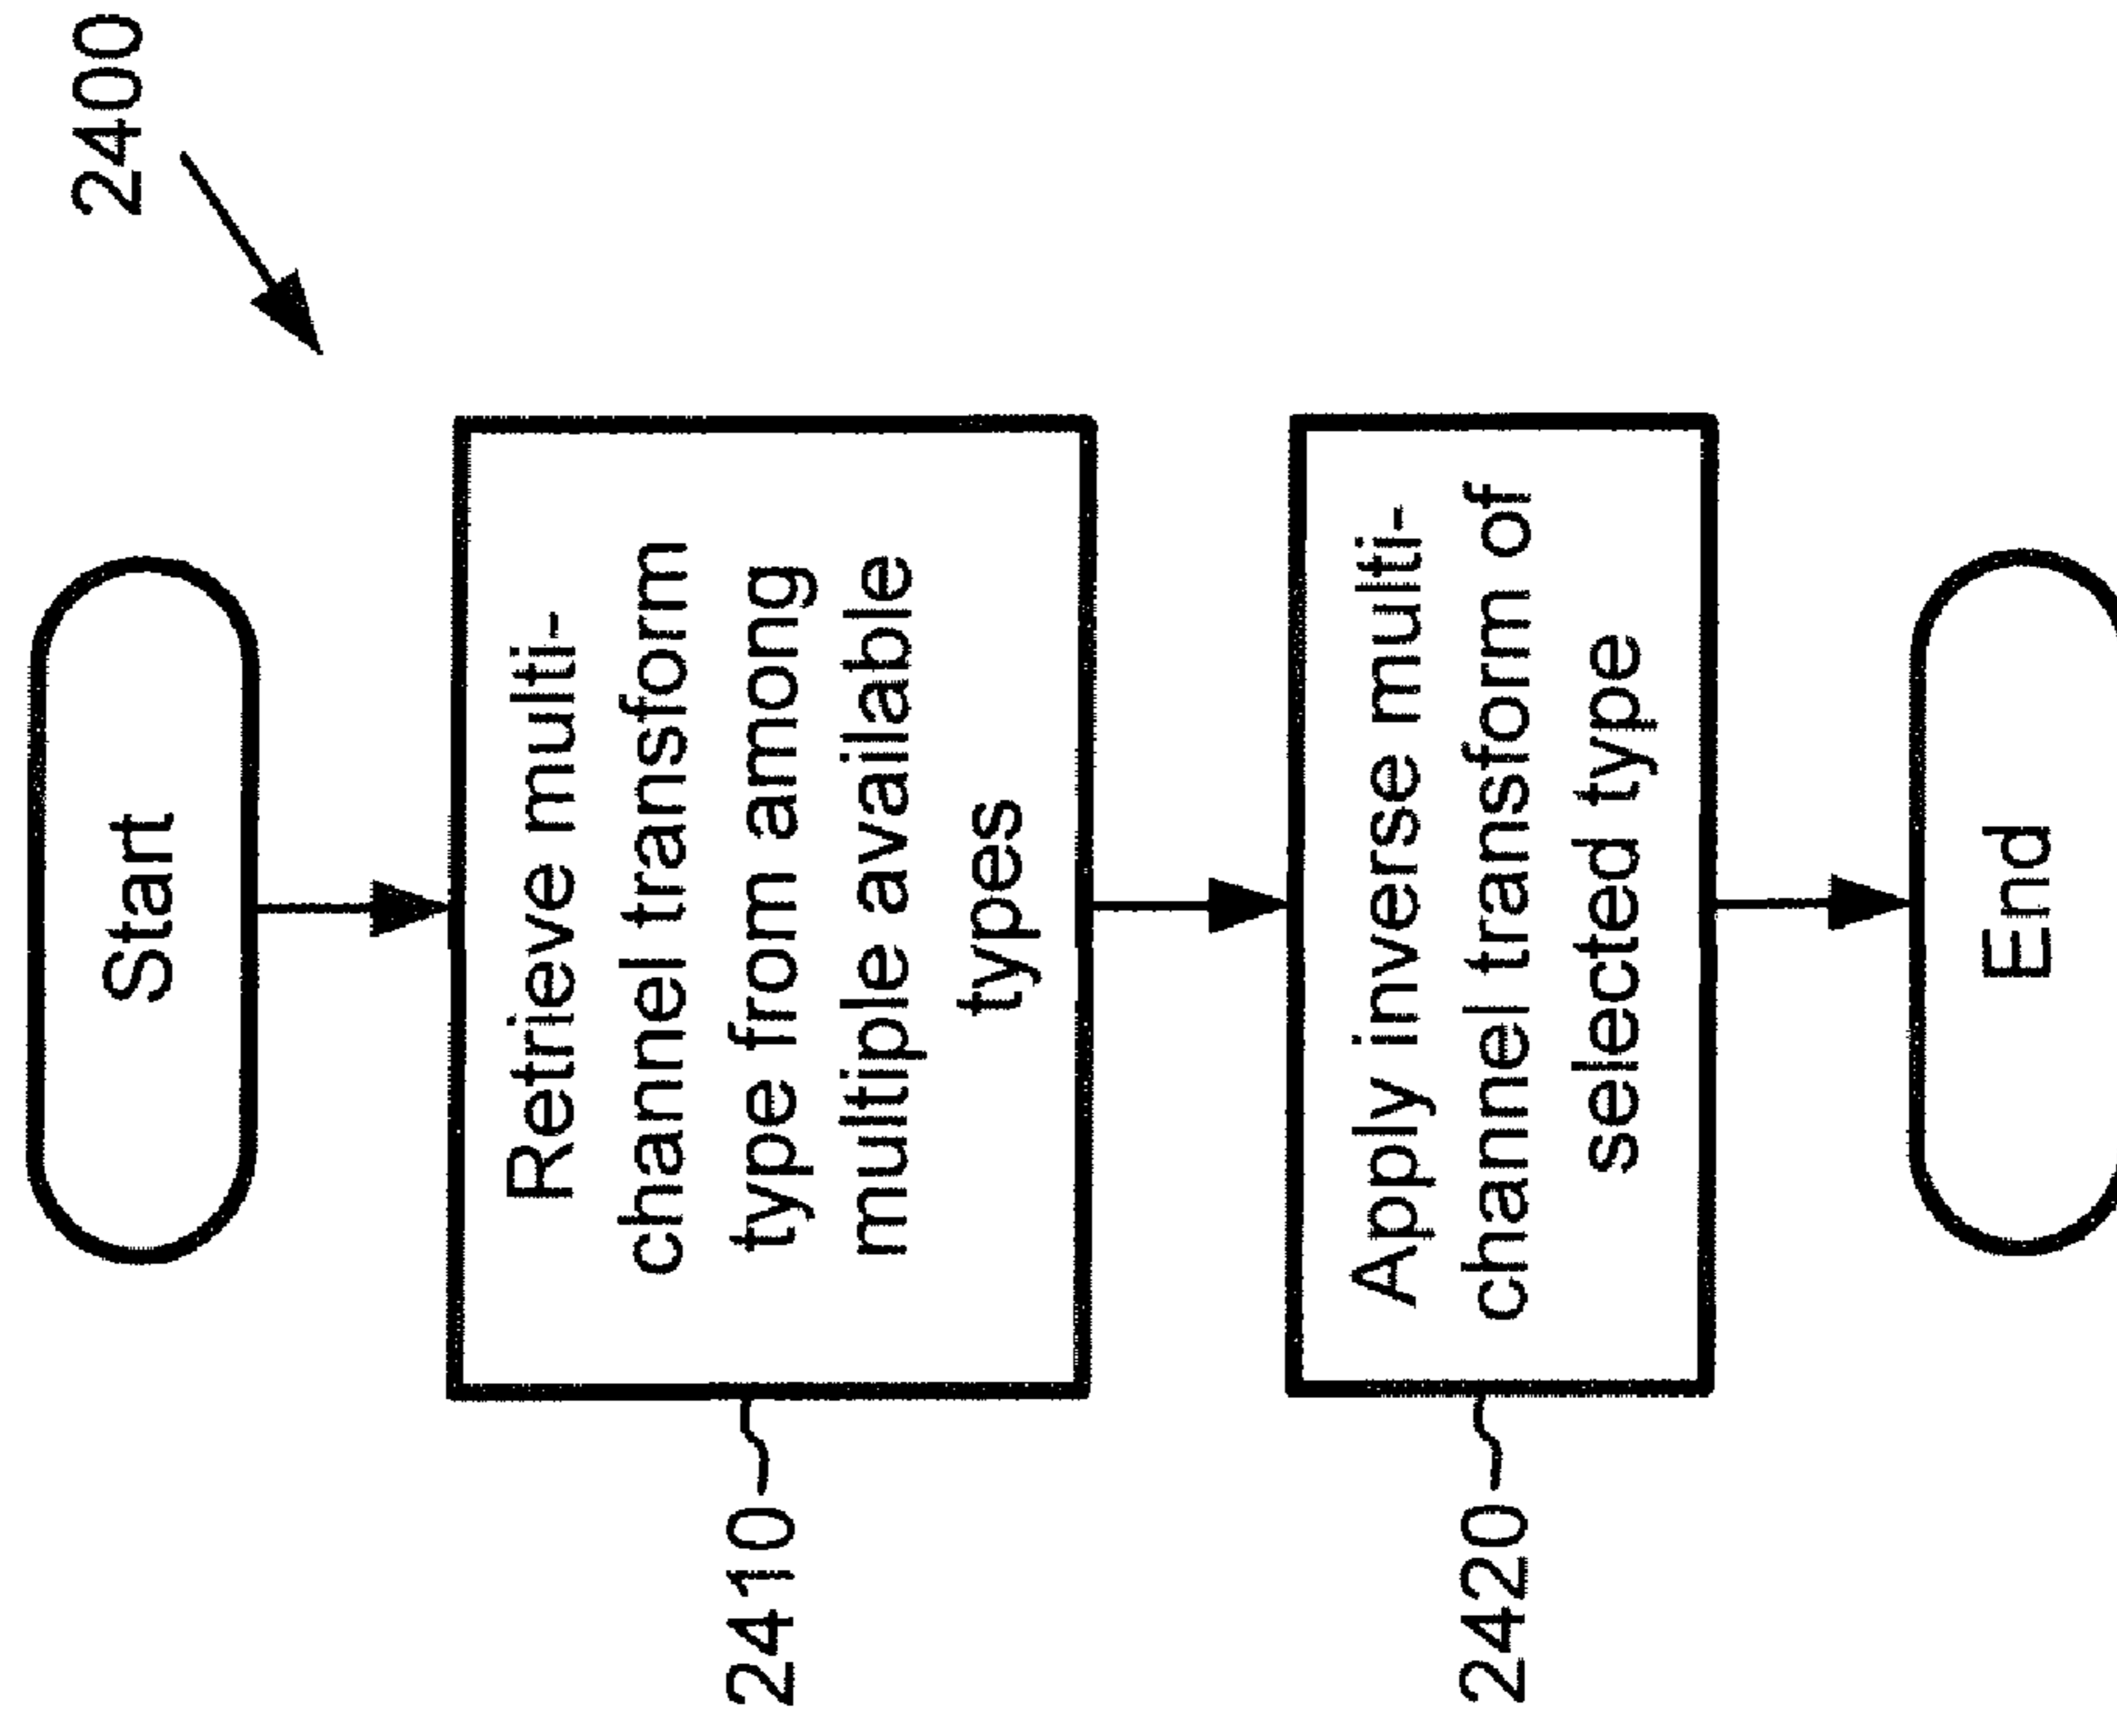 2400
Start
2410
Retrieve multi-
channel transform
type from among
multiple available
types
2420
Apply inverse multi-
channel transform of
selected type
End